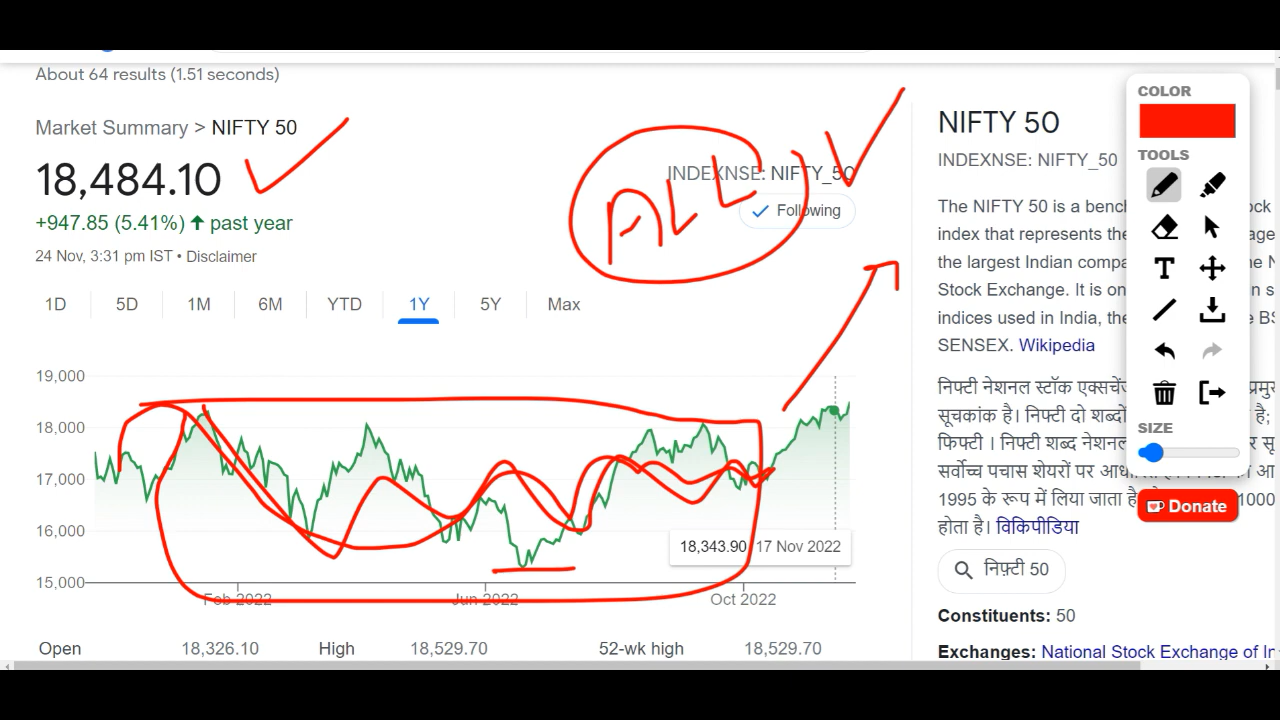 About 64 results (1.51 seconds)
Market Summary > NIFTY 50
18,484.10
+947.85 (5.41%) ↑ past year
24 Nov, 3:31 pm IST • Disclaimer
INDEXNSE: NIFTY_50
Following
ALL
1D 5D 1M 6M YTD 1Y 5Y Max
19,000
18,000
17,000
16,000
15,000
18,343.90 17 Nov 2022
Feb 2022 Jun 2022 Oct 2022
Open 18,326.10 High 18,529.70 52-wk high 18,529.70
NIFTY 50
INDEXNSE: NIFTY_50
The NIFTY 50 is a
index that represents
the largest Indian
Stock Exchange. It is
indices used in India,
SENSEX. Wikipedia
निफ्टी नेशनल स्टॉक
सूचकांक है। निफ्टी दो शब्दों
फिफ्टी । निफ्टी शब्द
सर्वोच्च पचास शेयरों पर
1995 के रूप में लिया जाता
होता है। विकिपीडिया
निफ़्टी 50
Constituents: 50
Exchanges: National Stock Exchange of
COLOR
TOOLS
T
SIZE
Donate